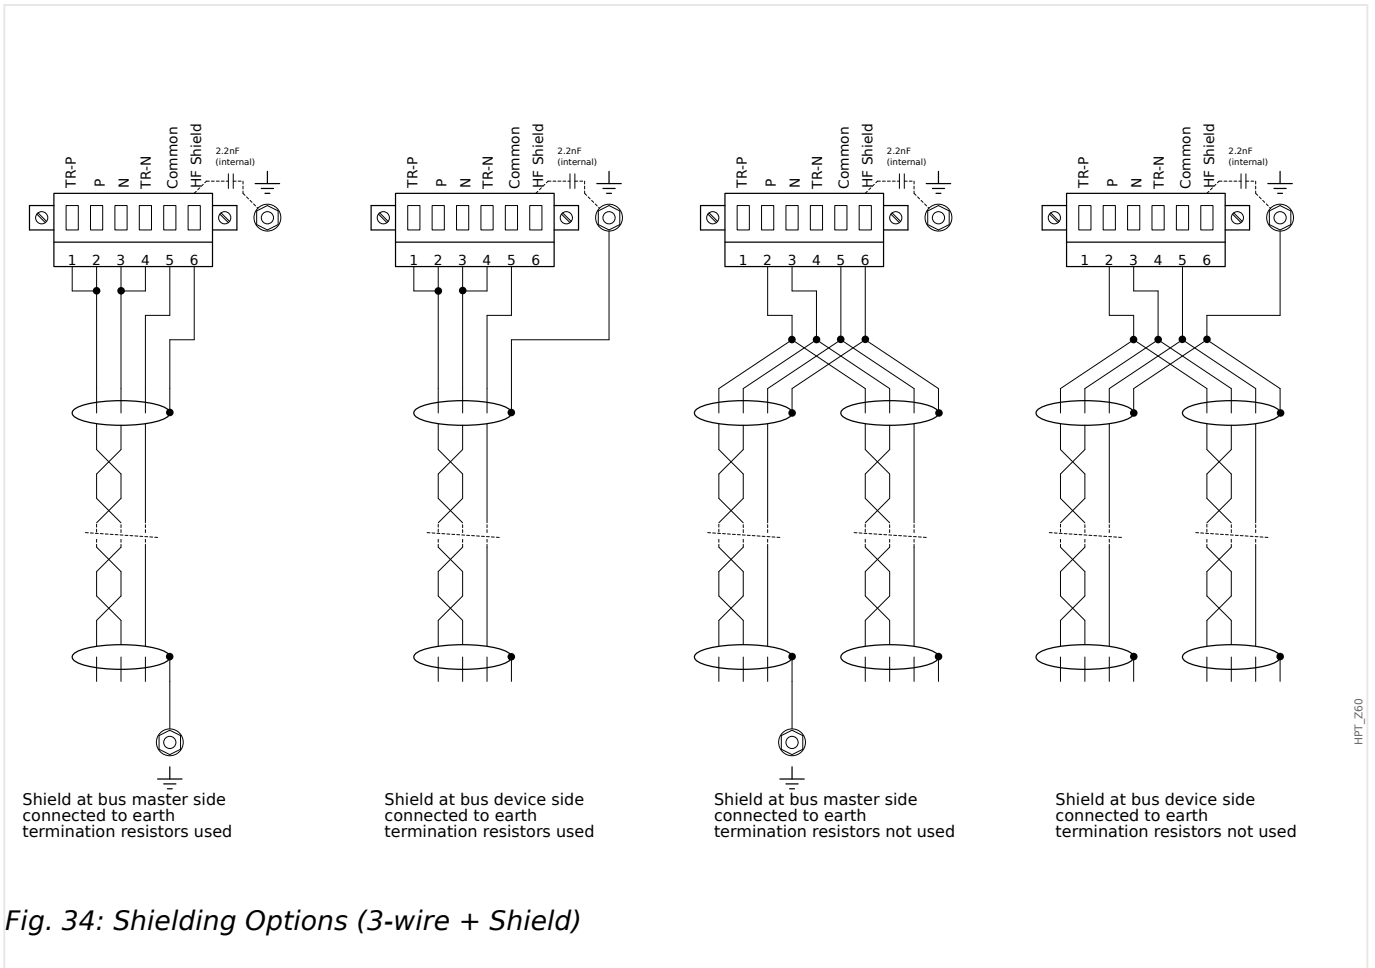 TR-P P N TR-N Common HF Shield 2.2nF
(internal)
TR-P P N TR-N Common HF Shield 2.2nF
(internal)
TR-P P N TR-N Common HF Shield 2.2nF
(internal)
TR-P P N TR-N Common HF Shield 2.2nF
(internal)
1 2 3 4 5 6
1 2 3 4 5 6
1 2 3 4 5 6
1 2 3 4 5 6
Shield at bus master side
connected to earth
termination resistors used
Shield at bus device side
connected to earth
termination resistors used
Shield at bus master side
connected to earth
termination resistors not used
Shield at bus device side
connected to earth
termination resistors not used
HPT_Z60
Fig. 34: Shielding Options (3-wire + Shield)